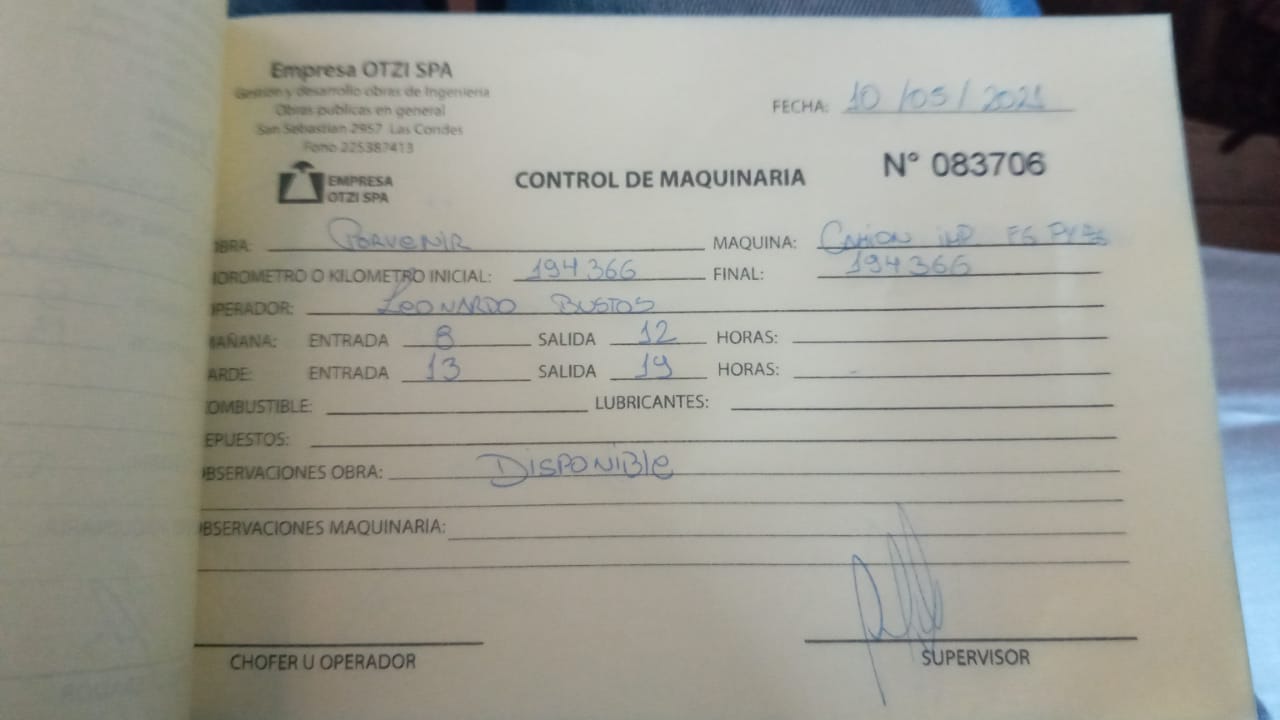 Empresa OTZI SPA
Gestion y desarrollo obras de Ingenieria
Obras publicas en general
San Sebastian 2957 Las Condes
Fono 225387413
EMPRESA
OTZI SPA
FECHA: 10/05/2021
CONTROL DE MAQUINARIA
N° 083706
OBRA: Porvenir MAQUINA: Camion
HOROMETRO O KILOMETRO INICIAL: 194366 FINAL: 194366
OPERADOR: Leonardo Bustos
MAÑANA: ENTRADA 8 SALIDA 12 HORAS:
TARDE: ENTRADA 13 SALIDA 19 HORAS:
COMBUSTIBLE: LUBRICANTES:
REPUESTOS:
OBSERVACIONES OBRA: Disponible
OBSERVACIONES MAQUINARIA:
CHOFER U OPERADOR SUPERVISOR